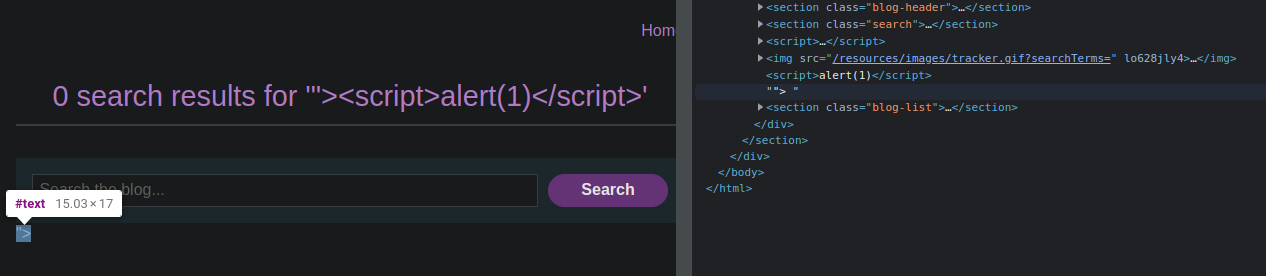 Home
0 search results for '"><script>alert(1)</script>'
Search the blog...
Search
#text 15.03×17
">
<section class="blog-header">…</section>
<section class="search">…</section>
<script>…</script>
<img src="/resources/images/tracker.gif?searchTerms=" lo628jly4>…</img>
<script>alert(1)</script>
""> "
<section class="blog-list">…</section>
</div>
</section>
</div>
</body>
</html>